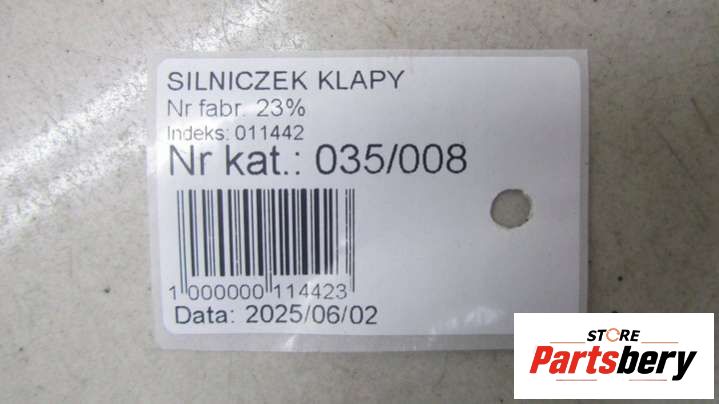 SILNICZEK KLAPY
Nr fabr. 23%
Indeks: 011442
Nr kat.: 035/008
1 000000 114423
Data: 2025/06/02
STORE
Partsbery